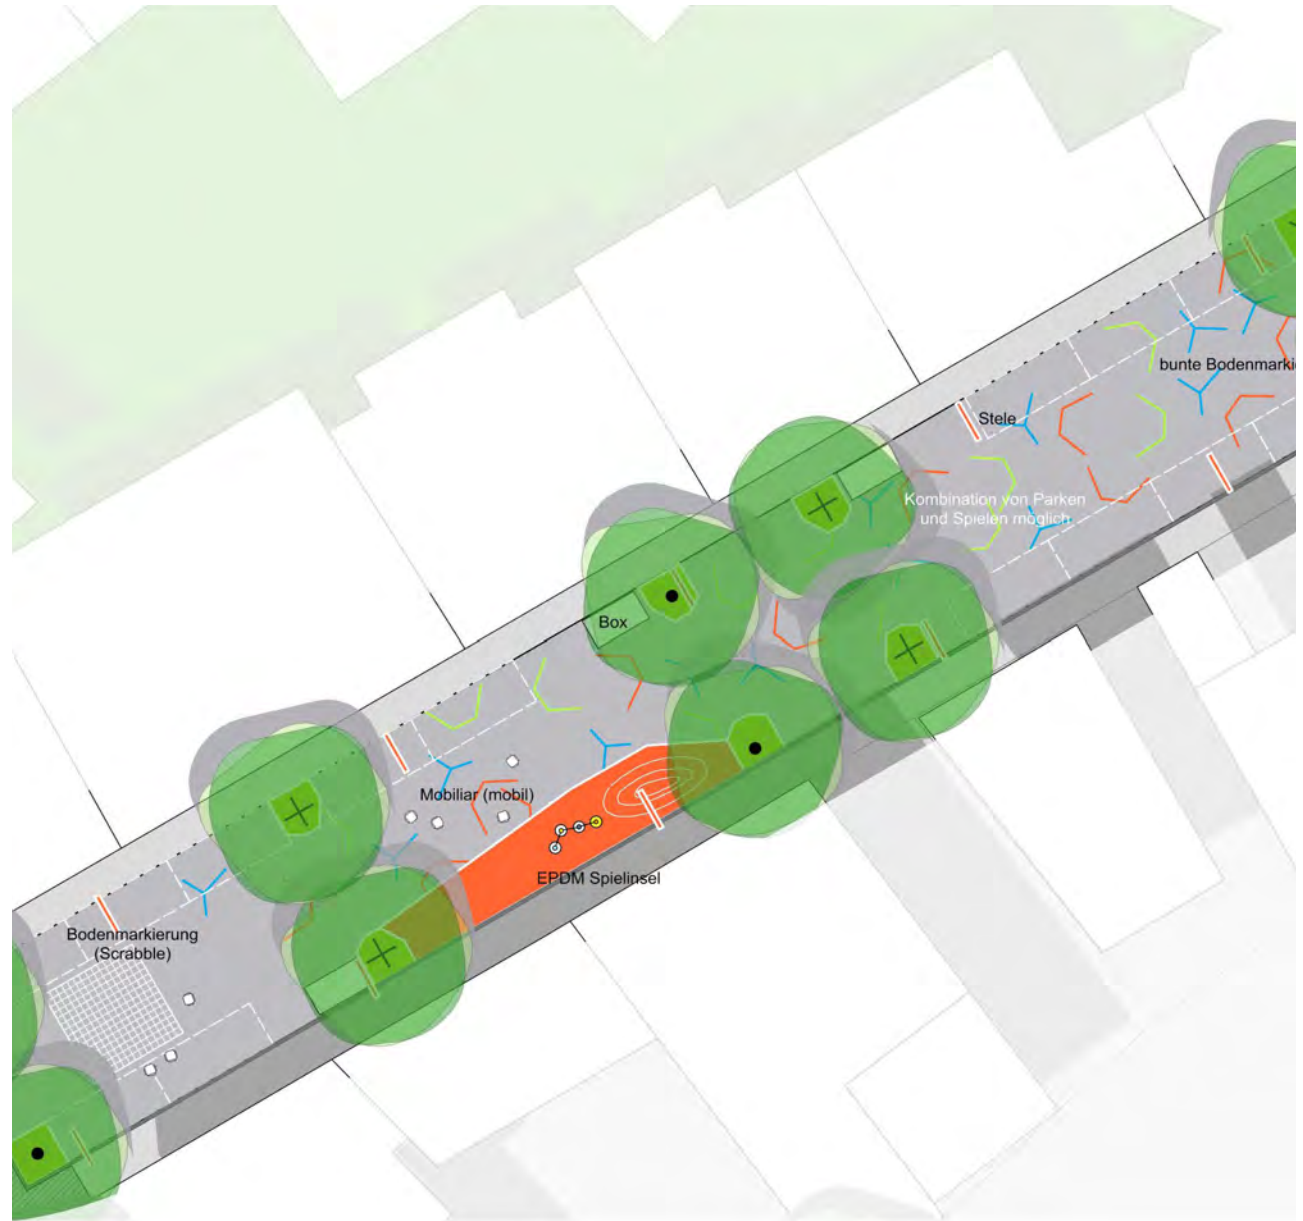 bunte Bodenmarki
Stele
Kombination von Parken
und Spielen möglich
Box
Mobiliar (mobil)
EPDM Spielinsel
Bodenmarkierung
(Scrabble)